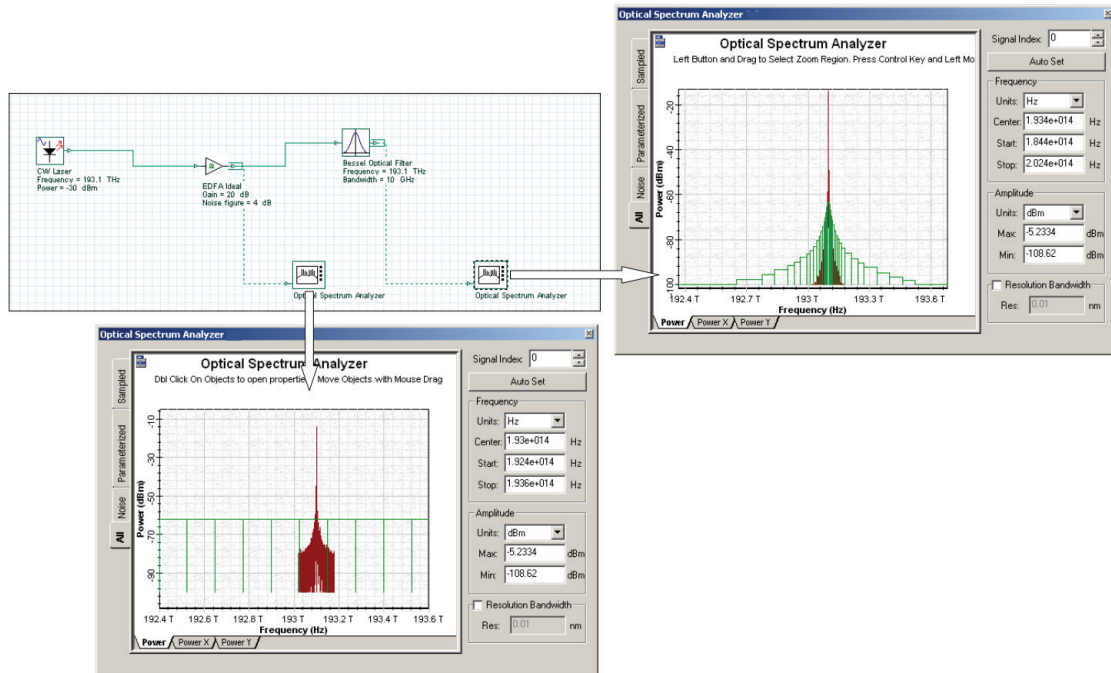 CW Laser
Frequency = 193.1 THz
Power = -30 dBm
EDFA Ideal
Gain = 20 dB
Noise figure = 4 dB
Bessel Optical Filter
Frequency = 193.1 THz
Bandwidth = 10 GHz
Optical Spectrum Analyzer
Optical Spectrum Analyzer
Optical Spectrum Analyzer
Optical Spectrum Analyzer
Left Button and Drag to Select Zoom Region. Press Control Key and Left Mo
Sampled
Parameterized
Noise
All
Power (dBm)
-20
-40
-60
-80
-100
192.4 T 192.7 T 193 T 193.3 T 193.6 T
Frequency (Hz)
Power Power X Power Y
Signal Index: 0
Auto Set
Frequency
Units: Hz
Center: 1.934e+014 Hz
Start: 1.844e+014 Hz
Stop: 2.024e+014 Hz
Amplitude
Units: dBm
Max: -5.2334 dBm
Min: -108.62 dBm
Resolution Bandwidth
Res: 0.01 nm
Optical Spectrum Analyzer
Optical Spectrum Analyzer
Dbl Click On Objects to open properties Move Objects with Mouse Drag
Sampled
Parameterized
Noise
All
Power (dBm)
-10
-30
-50
-70
-90
192.4 T 192.6 T 192.8 T 193 T 193.2 T 193.4 T 193.6 T
Frequency (Hz)
Power Power X Power Y
Signal Index: 0
Auto Set
Frequency
Units: Hz
Center: 1.93e+014 Hz
Start: 1.924e+014 Hz
Stop: 1.936e+014 Hz
Amplitude
Units: dBm
Max: -5.2334 dBm
Min: -108.62 dBm
Resolution Bandwidth
Res: 0.01 nm